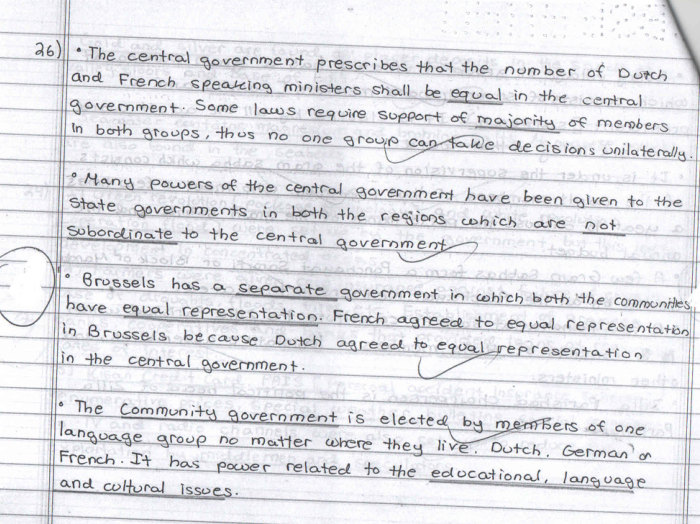 26) • The central government prescribes that the number of Dutch
and French speaking ministers shall be equal in the central
government. Some laws require support of majority of members
in both groups, thus no one group can take decisions unilaterally.
• Many powers of the central government have been given to the
state governments in both the regions which are not
subordinate to the central government
• Brussels has a separate government in which both the communities
have equal representation. French agreed to equal representation
in Brussels because Dutch agreed to equal representation
in the central government.
• The Community government is elected by members of one
language group no matter where they live. Dutch, German or
French. It has power related to the educational, language
and cultural issues.